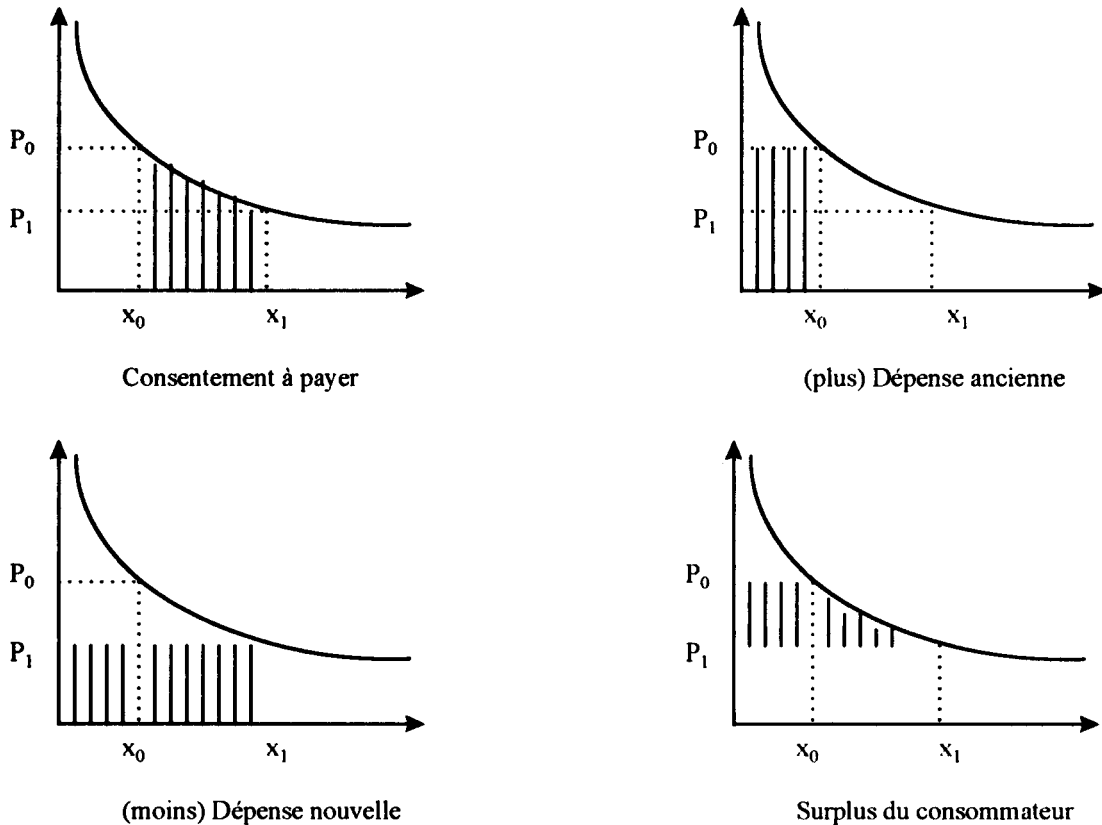 P₀
P₁
x₀ x₁
Consentement à payer
P₀
P₁
x₀ x₁
(plus) Dépense ancienne
P₀
P₁
x₀ x₁
(moins) Dépense nouvelle
P₀
P₁
x₀ x₁
Surplus du consommateur